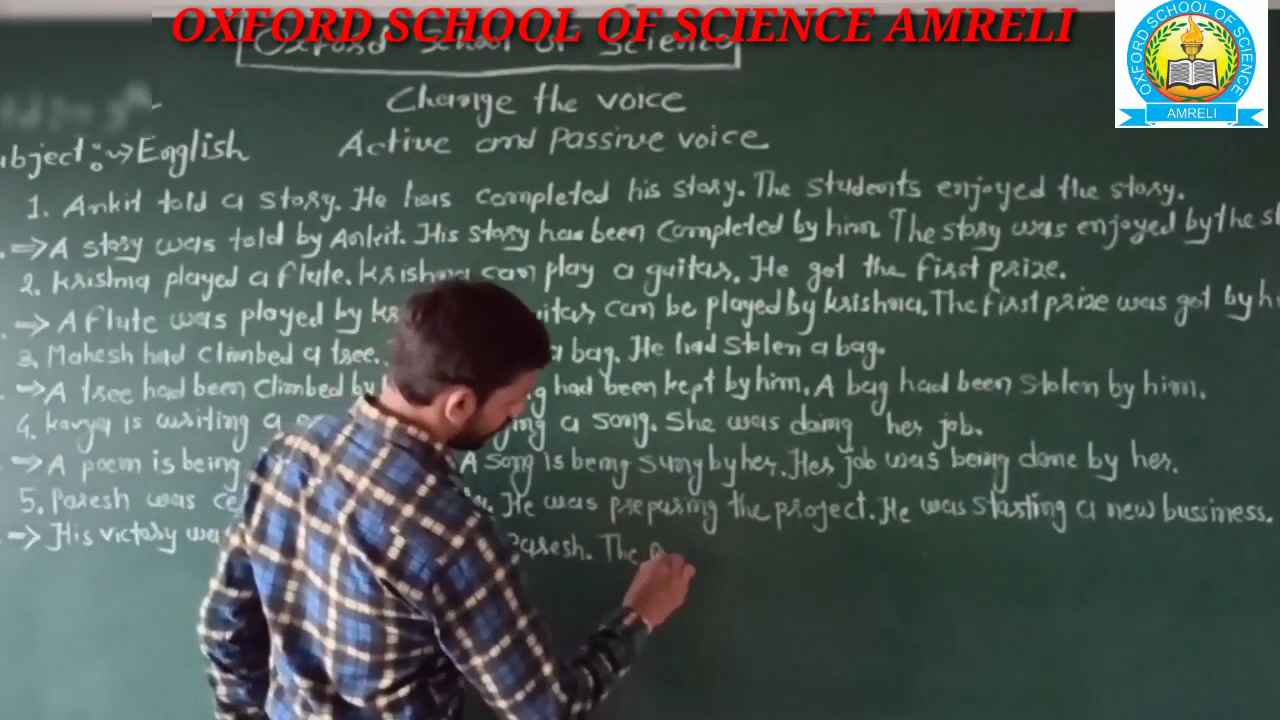 OXFORD SCHOOL OF SCIENCE AMRELI
OXFORD SCHOOL OF SCIENCE
AMRELI
Oxford School of Science
Change the voice
ubject:⇝English Active and passive voice
1. Ankit told a story. He has completed his story. The students enjoyed the story.
⇒A story was told by Ankit. His story has been completed by him. The story was enjoyed by the s
2. Krishna played a flute. Krishna can play a guitar. He got the first prize.
⇒ A flute was played by kr uitar can be played by krishna. The first prize was got by h
3. Mahesh had climbed a tree. a bag. He had stolen a bag.
⇒A tree had been climbed by g had been kept by him. A bag had been stolen by him.
4. kavya is writing a ging a song. She was doing her job.
⇒A poem is being A song is being sung by her. Her job was being done by her.
5. Paresh was ce He was preparing the project. He was starting a new bussiness.
⇒ His victory wa Paresh. The